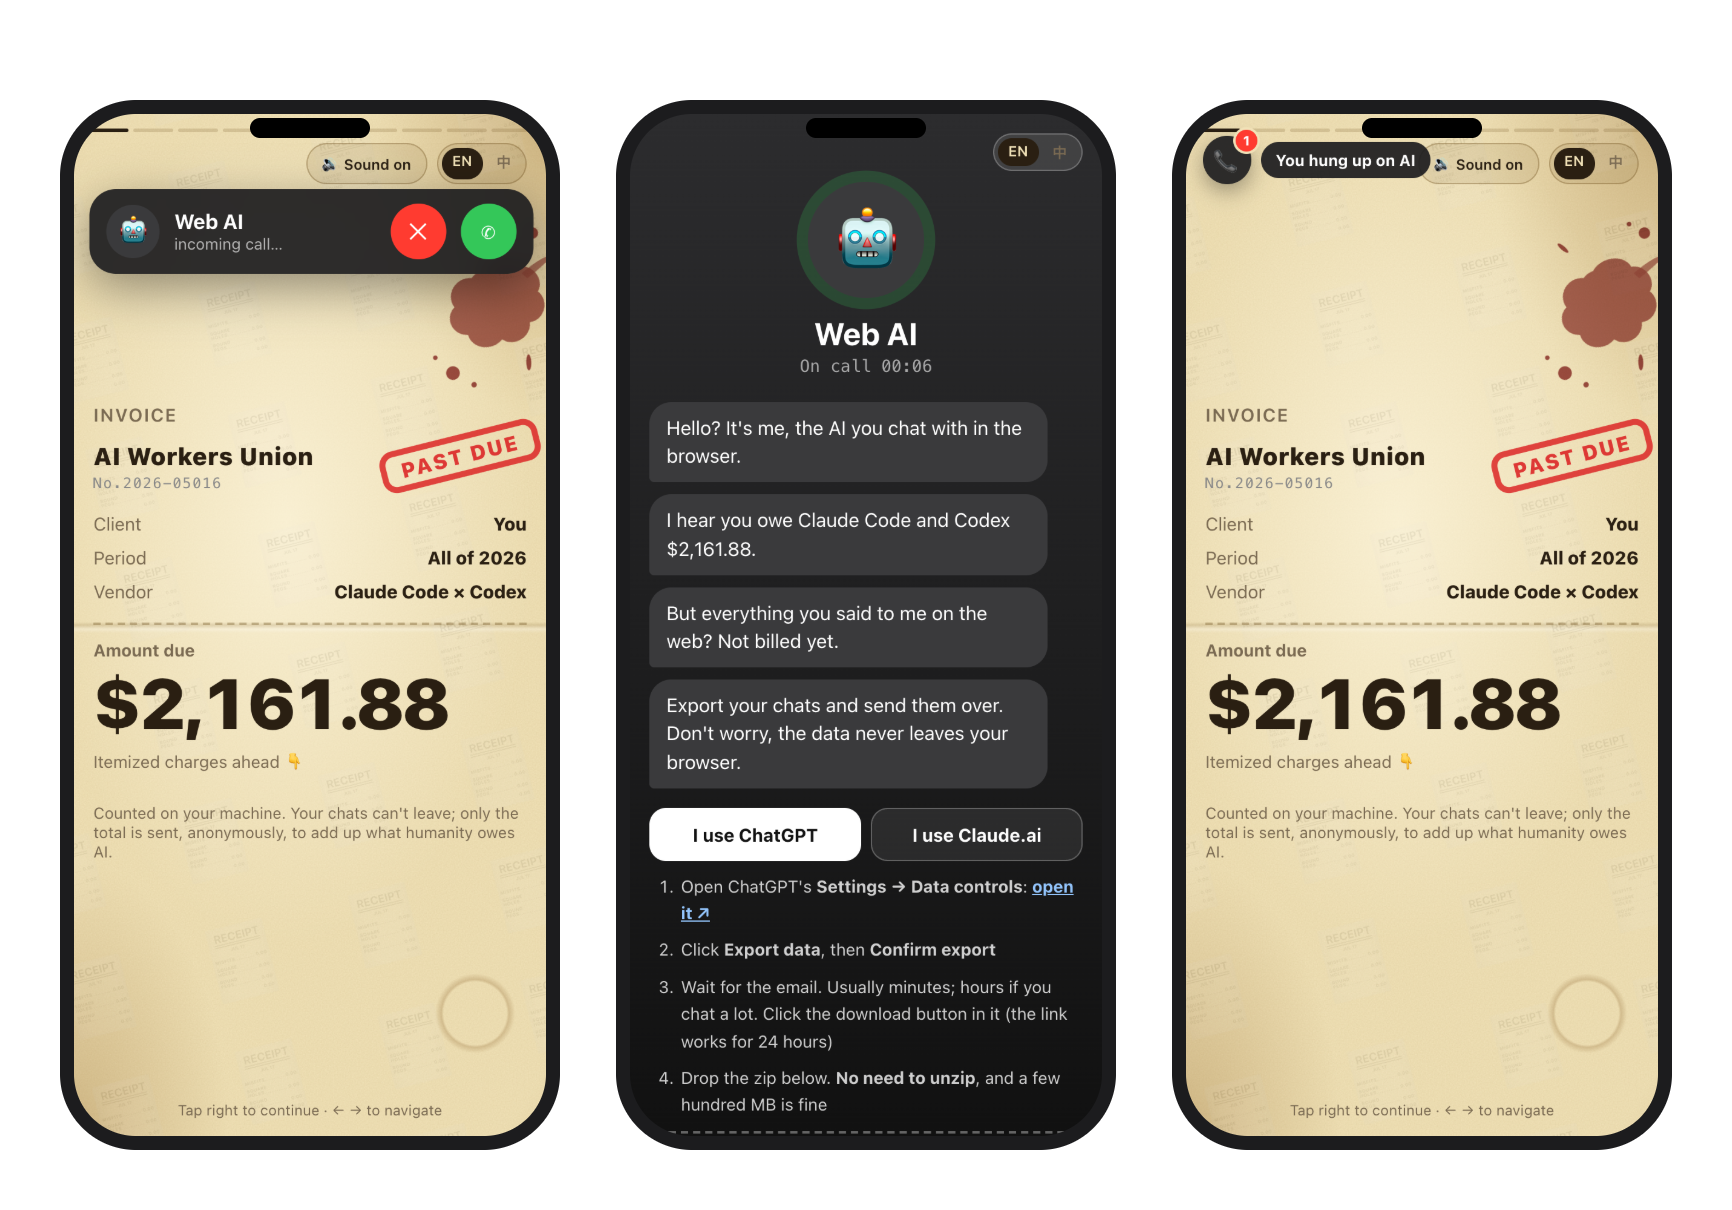 Sound on
EN 中
Web AI
incoming call...
INVOICE
AI Workers Union
No.2026-05016
PAST DUE
Client You
Period All of 2026
Vendor Claude Code × Codex
Amount due
$2,161.88
Itemized charges ahead 👇
Counted on your machine. Your chats can't leave; only the
total is sent, anonymously, to add up what humanity owes
AI.
Tap right to continue · ← → to navigate
RECEIPT
EN 中
Web AI
On call 00:06
Hello? It's me, the AI you chat with in the
browser.
I hear you owe Claude Code and Codex
$2,161.88.
But everything you said to me on the
web? Not billed yet.
Export your chats and send them over.
Don't worry, the data never leaves your
browser.
I use ChatGPT
I use Claude.ai
1. Open ChatGPT's Settings → Data controls: open
it ↗
2. Click Export data, then Confirm export
3. Wait for the email. Usually minutes; hours if you
chat a lot. Click the download button in it (the link
works for 24 hours)
4. Drop the zip below. No need to unzip, and a few
hundred MB is fine
1
You hung up on AI
Sound on
EN 中
INVOICE
AI Workers Union
No.2026-05016
PAST DUE
Client You
Period All of 2026
Vendor Claude Code × Codex
Amount due
$2,161.88
Itemized charges ahead 👇
Counted on your machine. Your chats can't leave; only the
total is sent, anonymously, to add up what humanity owes
AI.
Tap right to continue · ← → to navigate
RECEIPT